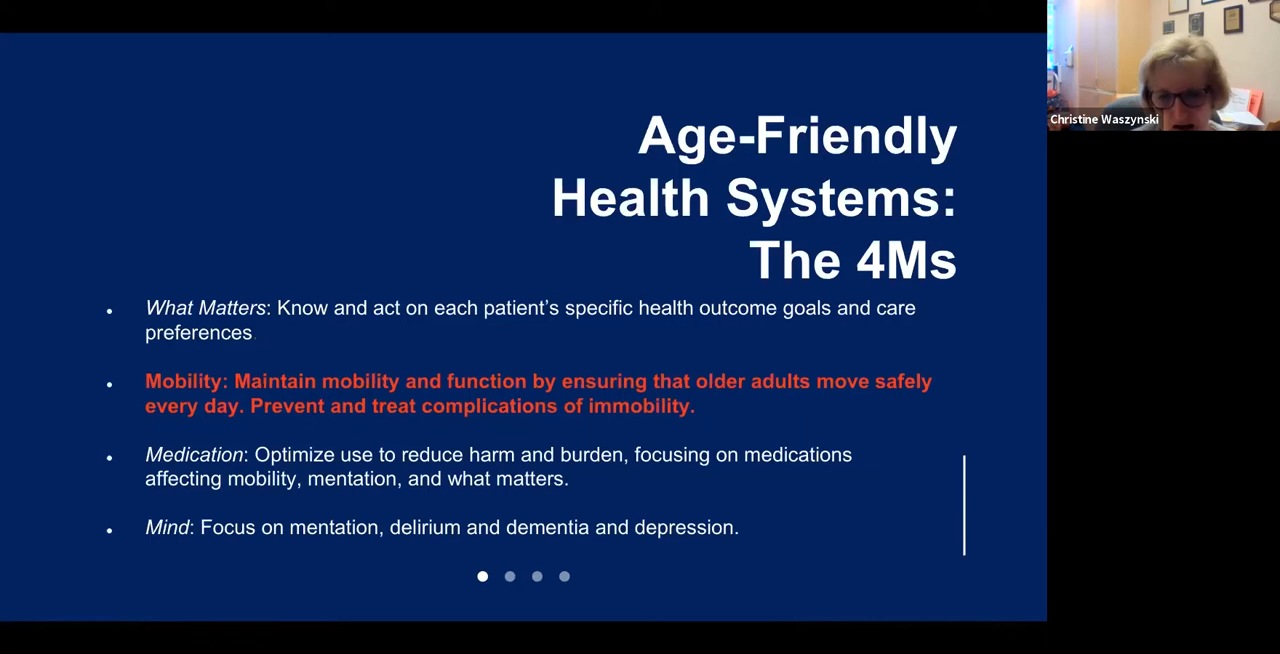 Age-Friendly
Health Systems:
The 4Ms
• What Matters: Know and act on each patient's specific health outcome goals and care
preferences.
• Mobility: Maintain mobility and function by ensuring that older adults move safely
every day. Prevent and treat complications of immobility.
• Medication: Optimize use to reduce harm and burden, focusing on medications
affecting mobility, mentation, and what matters.
• Mind: Focus on mentation, delirium and dementia and depression.
Christine Waszynski